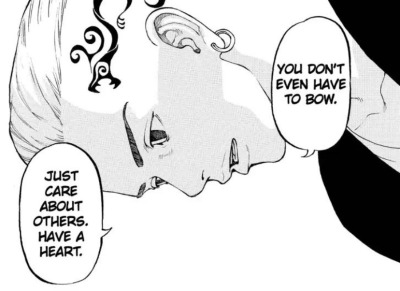 YOU DON'T
EVEN HAVE
TO BOW.
JUST
CARE
ABOUT
OTHERS.
HAVE A
HEART.